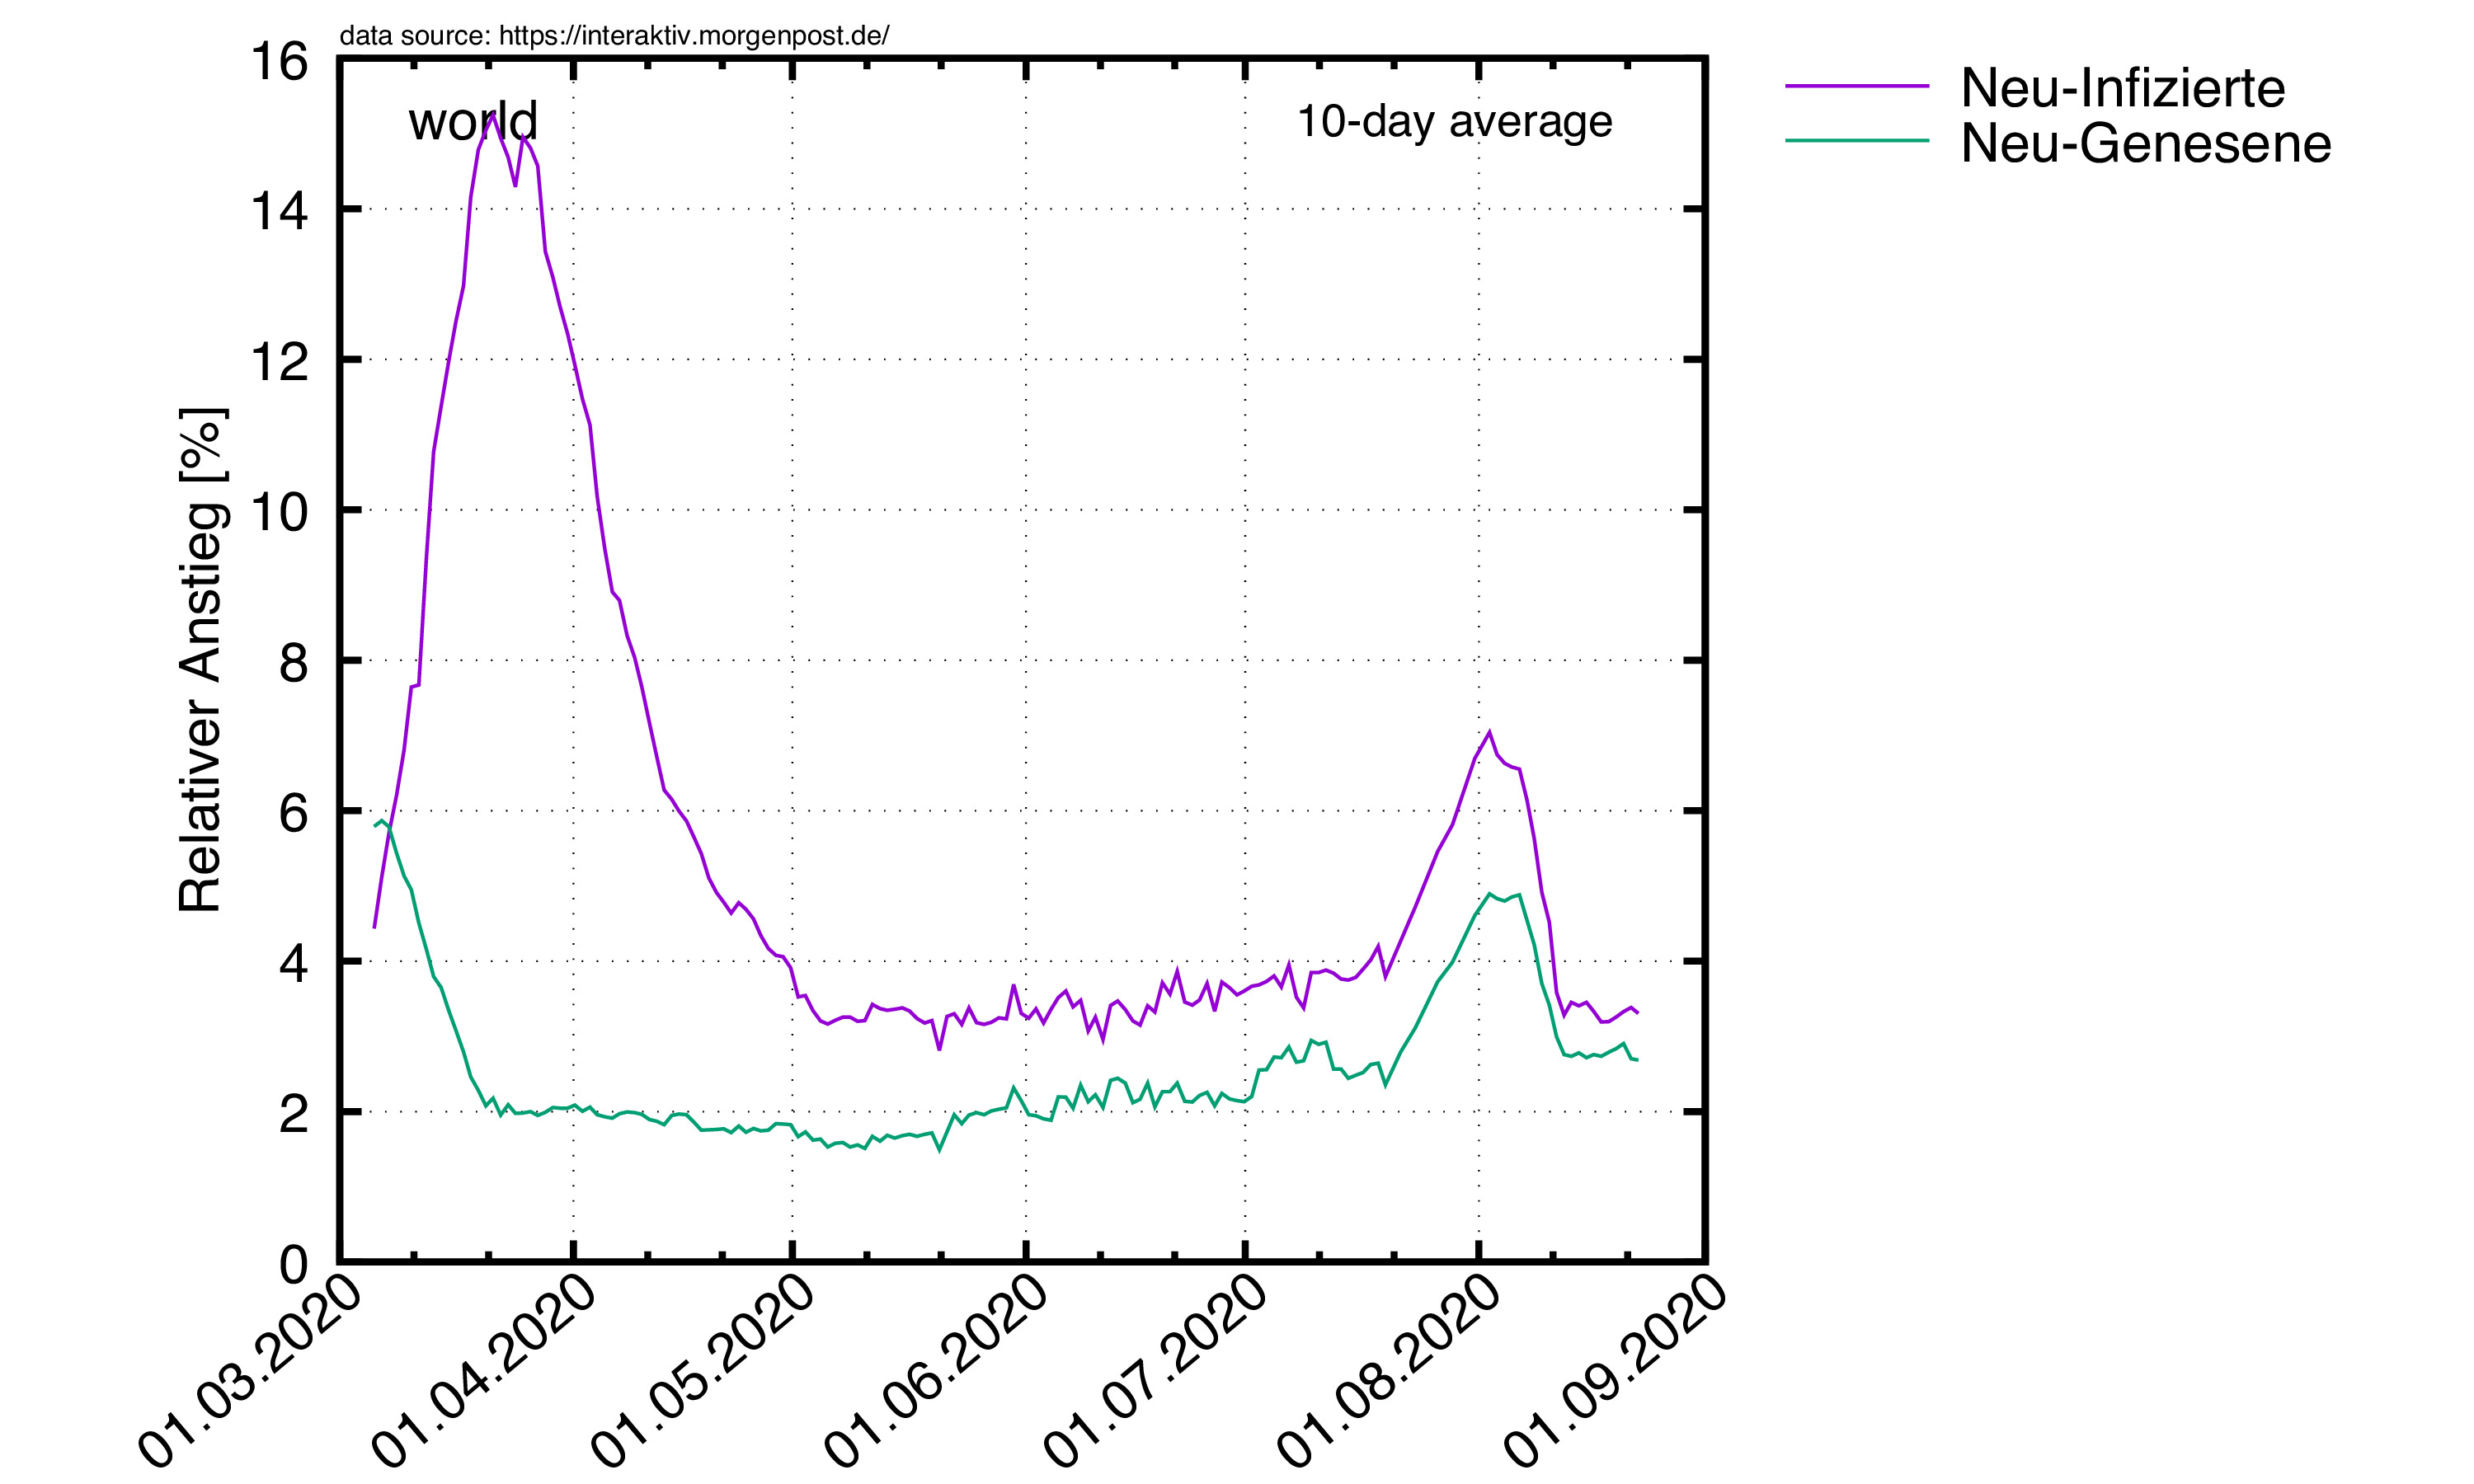 data source: https://interaktiv.morgenpost.de/
world
10-day average
Neu-Infizierte
Neu-Genesene
Relativer Anstieg [%]
16
14
12
10
8
6
4
2
0
01.03.2020
01.04.2020
01.05.2020
01.06.2020
01.07.2020
01.08.2020
01.09.2020